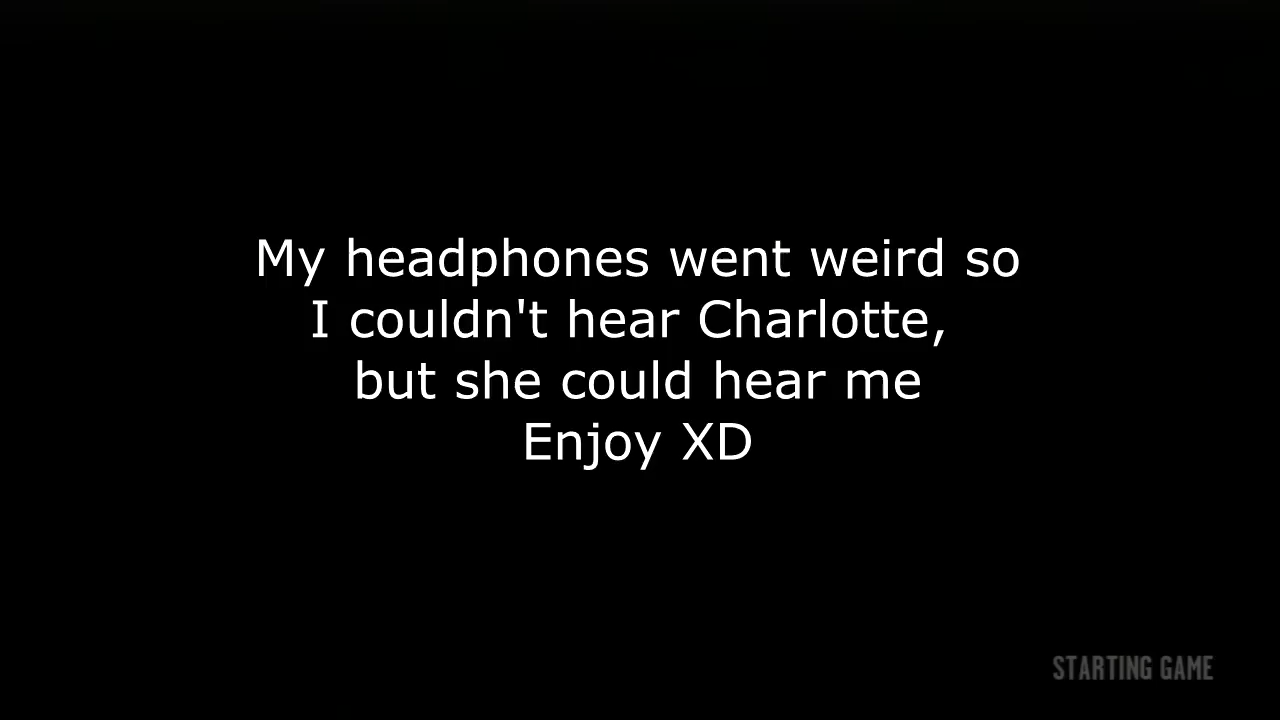 My headphones went weird so
I couldn't hear Charlotte,
but she could hear me
Enjoy XD
STARTING GAME